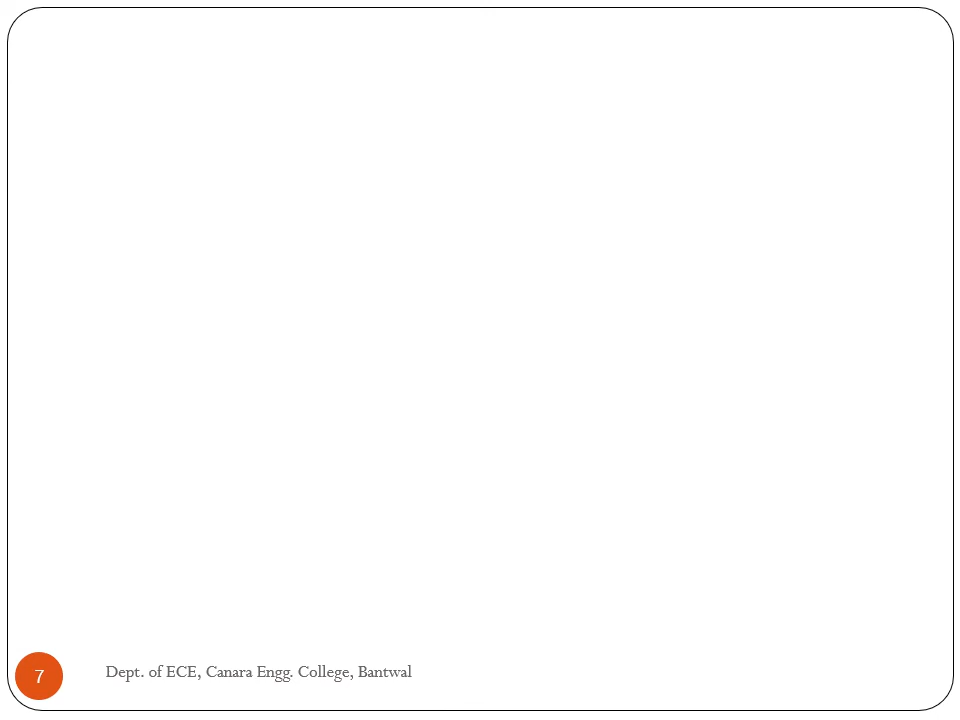 7
Dept. of ECE, Canara Engg. College, Bantwal